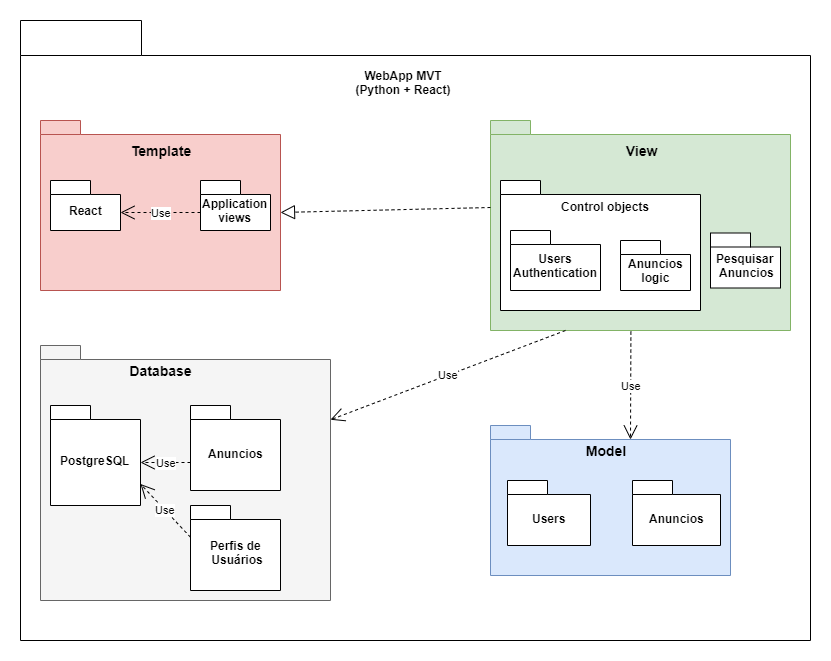 WebApp MVT
(Python + React)
Template
React
Use
Application
views
View
Control objects
Users
Authentication
Anuncios
logic
Pesquisar
Anuncios
Use
Use
Database
PostgreSQL
Use
Anuncios
Use
Perfis de
Usuários
Model
Users
Anuncios